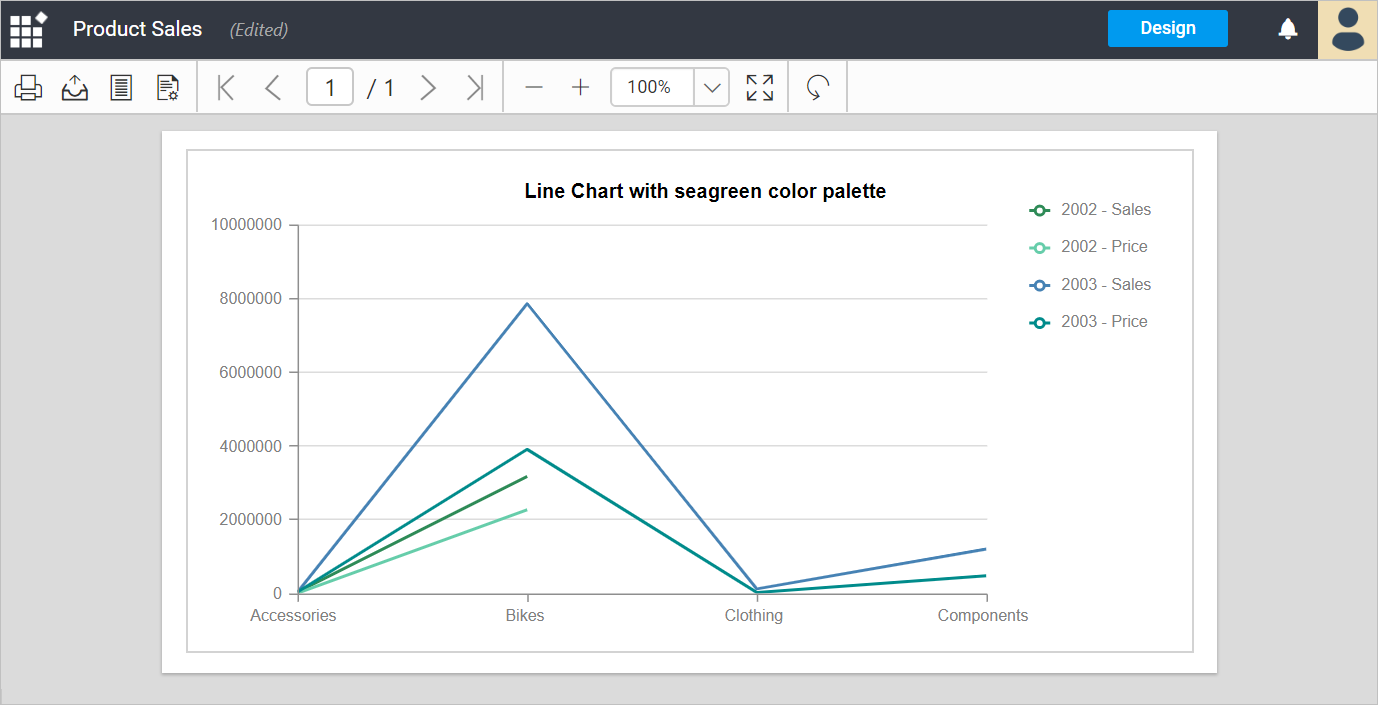 Product Sales (Edited) Design
1 / 1 100%
Line Chart with seagreen color palette
2002 - Sales
2002 - Price
2003 - Sales
2003 - Price
10000000
8000000
6000000
4000000
2000000
0
Accessories Bikes Clothing Components